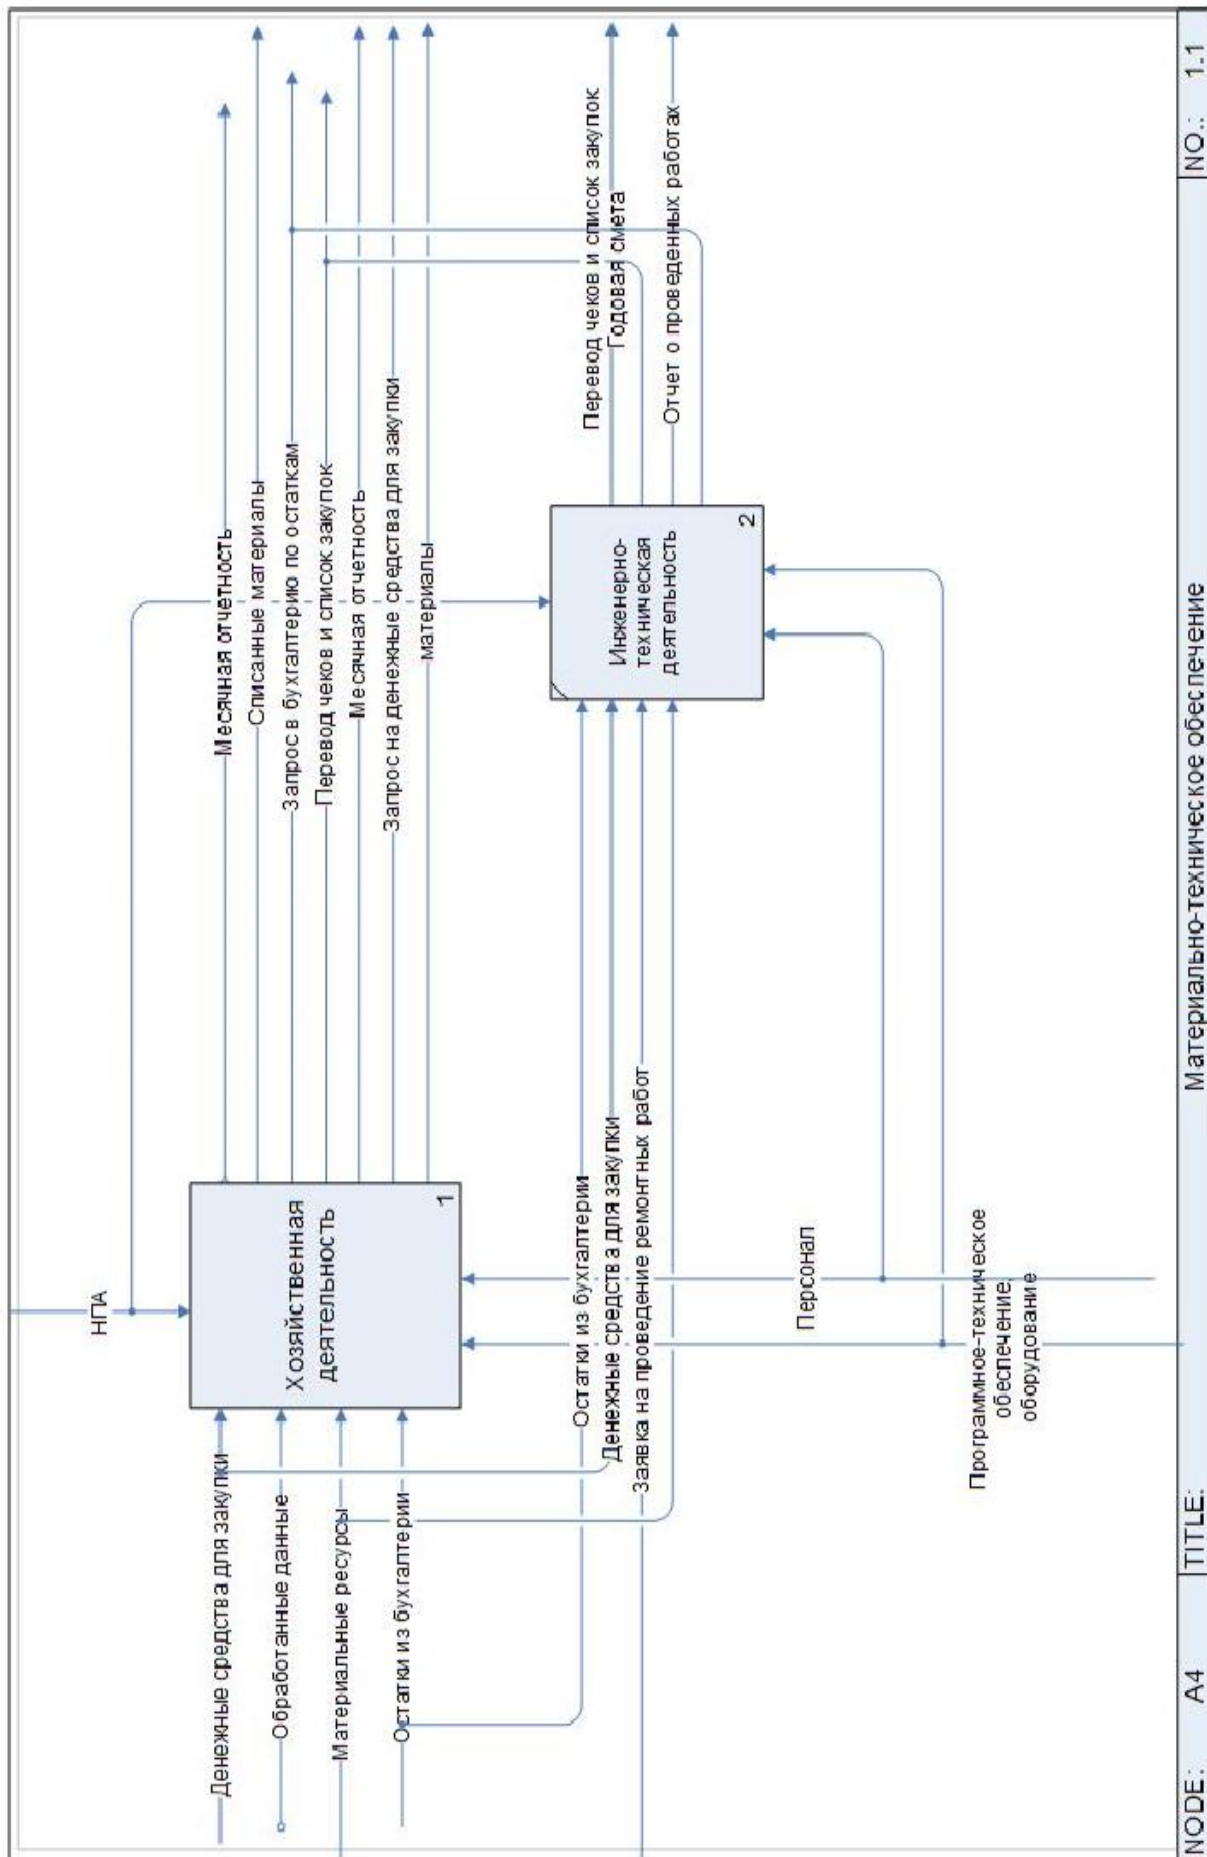 НПА
Месячная отчетность
Списанные материалы
Запрос в бухгалтерию по остаткам
Перевод чеков и список закупок
Месячная отчетность
Запрос на денежные средства для закупки
материалы
Денежные средства для закупки
Обработанные данные
Материальные ресурсы
Остатки из бухгалтерии
Хозяйственная
деятельность
1
Остатки из бухгалтерии
Денежные средства для закупки
Заявка на проведение ремонтных работ
Инженерно-
техническая
деятельность
2
Перевод чеков и список закупок
Годовая смета
Отчет о проведенных работах
Персонал
Программное-техническое
обеспечение,
оборудование
NODE: A4
TITLE: Материально-техническое обеспечение
NO.: 1.1